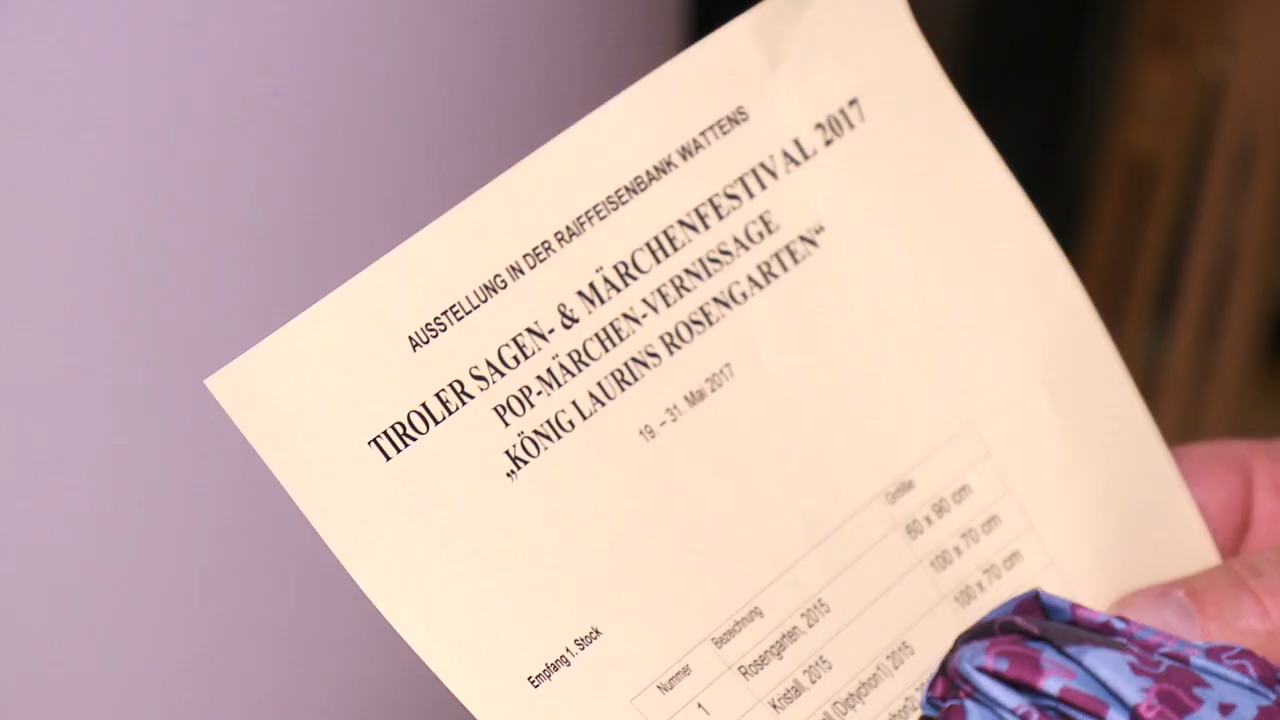 AUSSTELLUNG IN DER RAIFFEISENBANK WATTENS
TIROLER SAGEN- & MÄRCHENFESTIVAL 2017
POP-MÄRCHEN-VERNISSAGE
„KÖNIG LAURINS ROSENGARTEN“
19. – 31. Mai 2017
Empfang 1. Stock
Nummer Bezeichnung Größe
1 Rosengarten, 2015 60 x 90 cm
Kristall, 2015 100 x 70 cm
(Diptychon1) 2015 100 x 70 cm